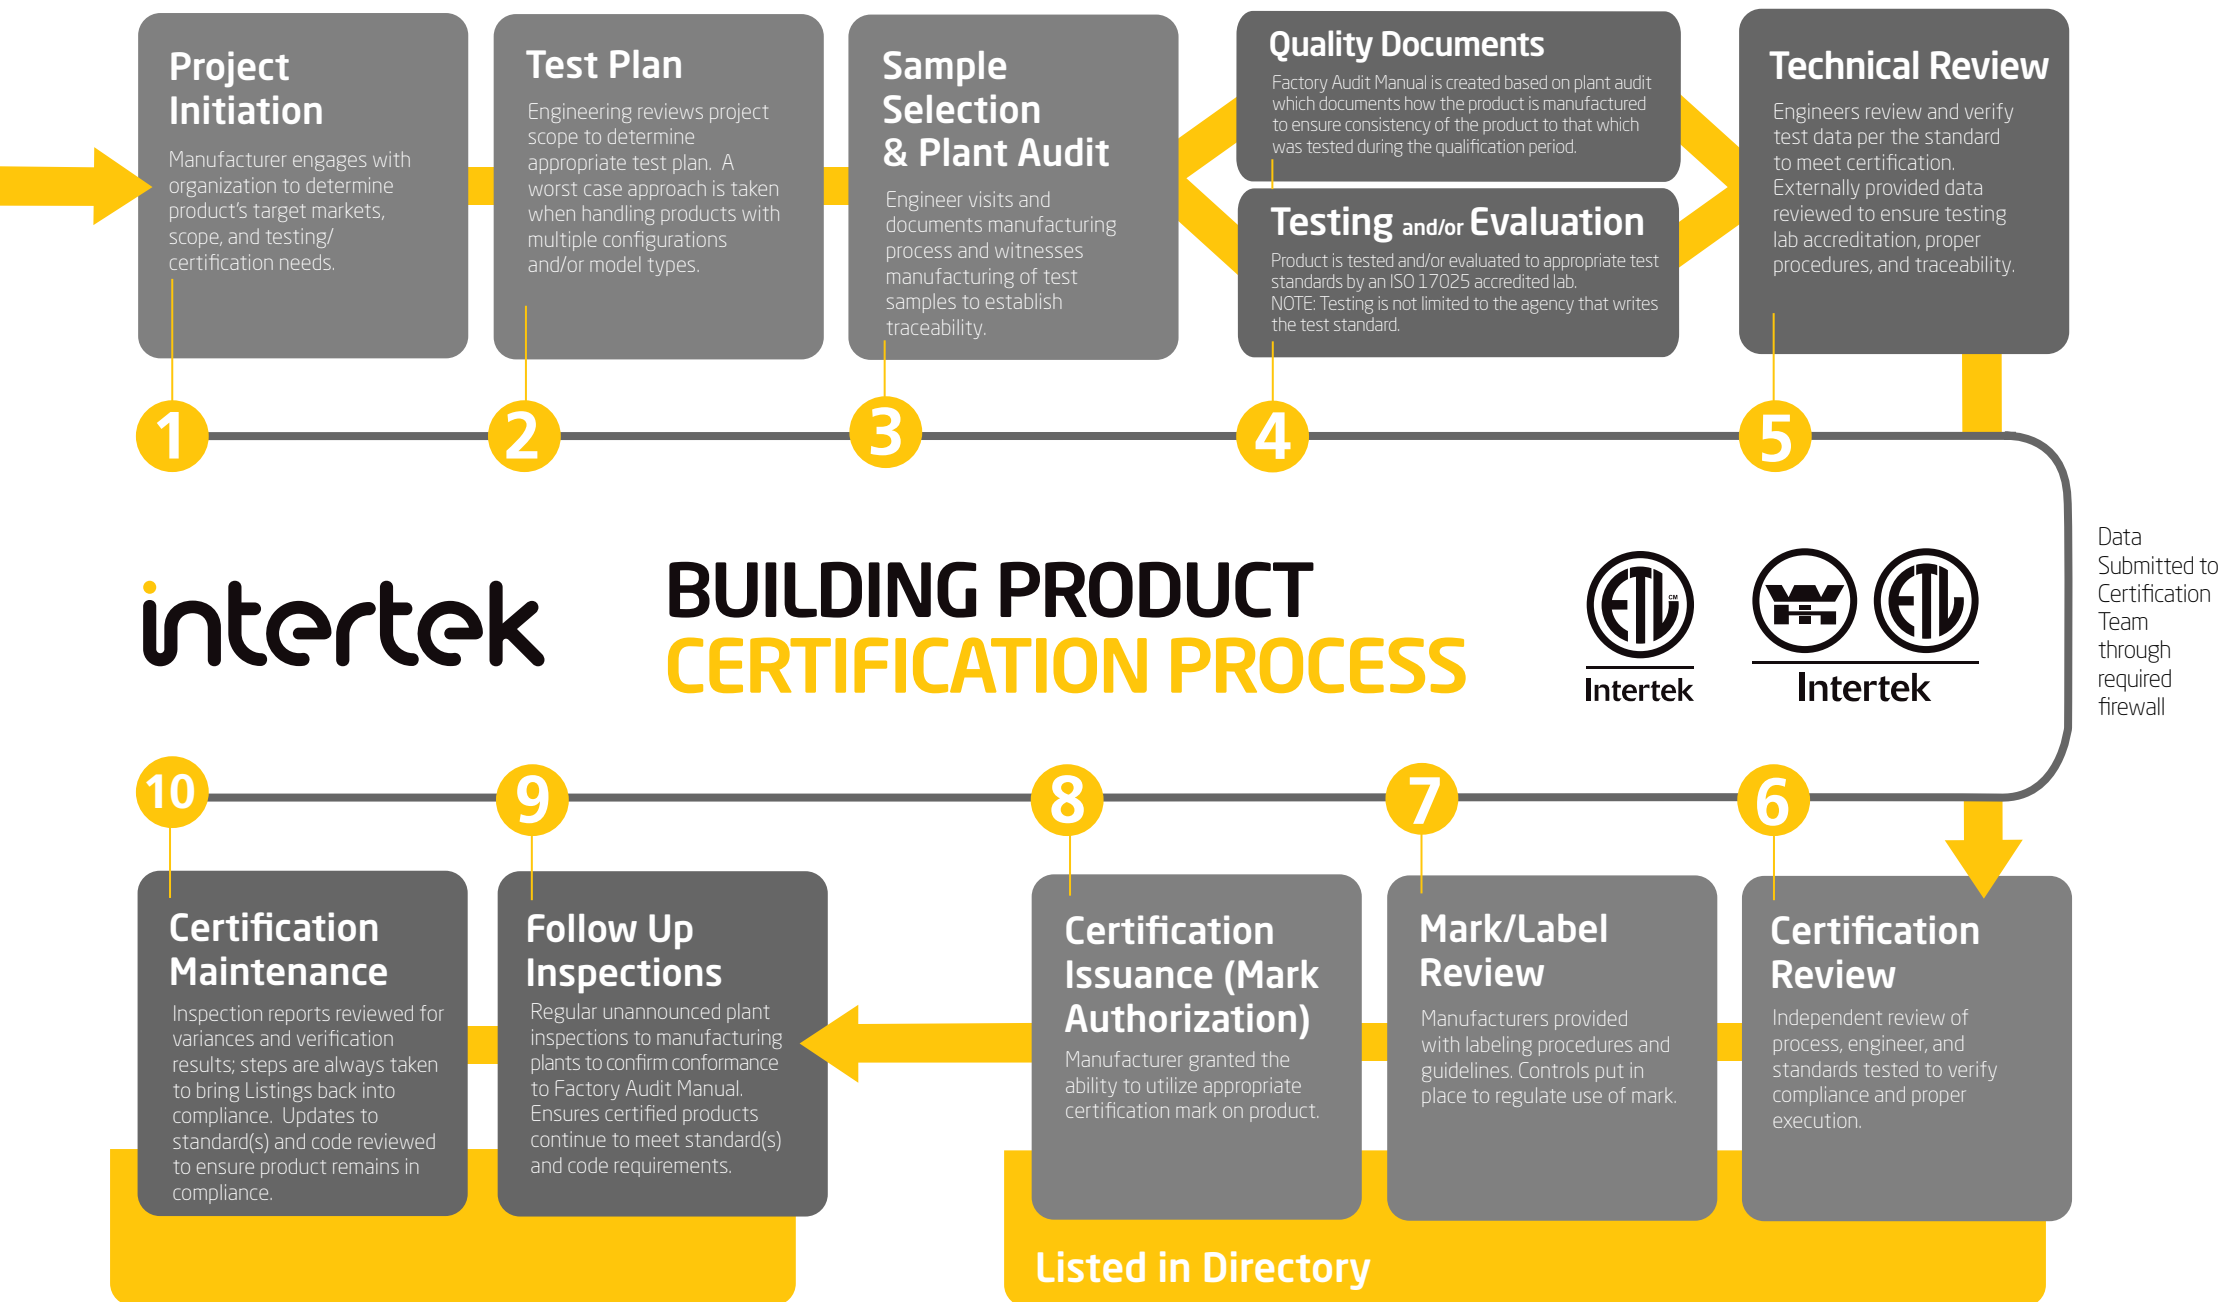 Project
Initiation
Manufacturer engages with
organization to determine
product's target markets,
scope, and testing/
certification needs.
Test Plan
Engineering reviews project
scope to determine
appropriate test plan. A
worst case approach is taken
when handling products with
multiple configurations
and/or model types.
Sample
Selection
& Plant Audit
Engineer visits and
documents manufacturing
process and witnesses
manufacturing of test
samples to establish
traceability.
Quality Documents
Factory Audit Manual is created based on plant audit
which documents how the product is manufactured
to ensure consistency of the product to that which
was tested during the qualification period.
Testing and/or Evaluation
Product is tested and/or evaluated to appropriate test
standards by an ISO 17025 accredited lab.
NOTE: Testing is not limited to the agency that writes
the test standard.
Technical Review
Engineers review and verify
test data per the standard
to meet certification.
Externally provided data
reviewed to ensure testing
lab accreditation, proper
procedures, and traceability.
1
2
3
4
5
intertek
BUILDING PRODUCT
CERTIFICATION PROCESS
ETL CM
Intertek
WH ETL
Intertek
Data
Submitted to
Certification
Team
through
required
firewall
10
9
8
7
6
Certification
Maintenance
Inspection reports reviewed for
variances and verification
results; steps are always taken
to bring Listings back into
compliance. Updates to
standard(s) and code reviewed
to ensure product remains in
compliance.
Follow Up
Inspections
Regular unannounced plant
inspections to manufacturing
plants to confirm conformance
to Factory Audit Manual.
Ensures certified products
continue to meet standard(s)
and code requirements.
Certification
Issuance (Mark
Authorization)
Manufacturer granted the
ability to utilize appropriate
certification mark on product.
Mark/Label
Review
Manufacturers provided
with labeling procedures and
guidelines. Controls put in
place to regulate use of mark.
Certification
Review
Independent review of
process, engineer, and
standards tested to verify
compliance and proper
execution.
Listed in Directory